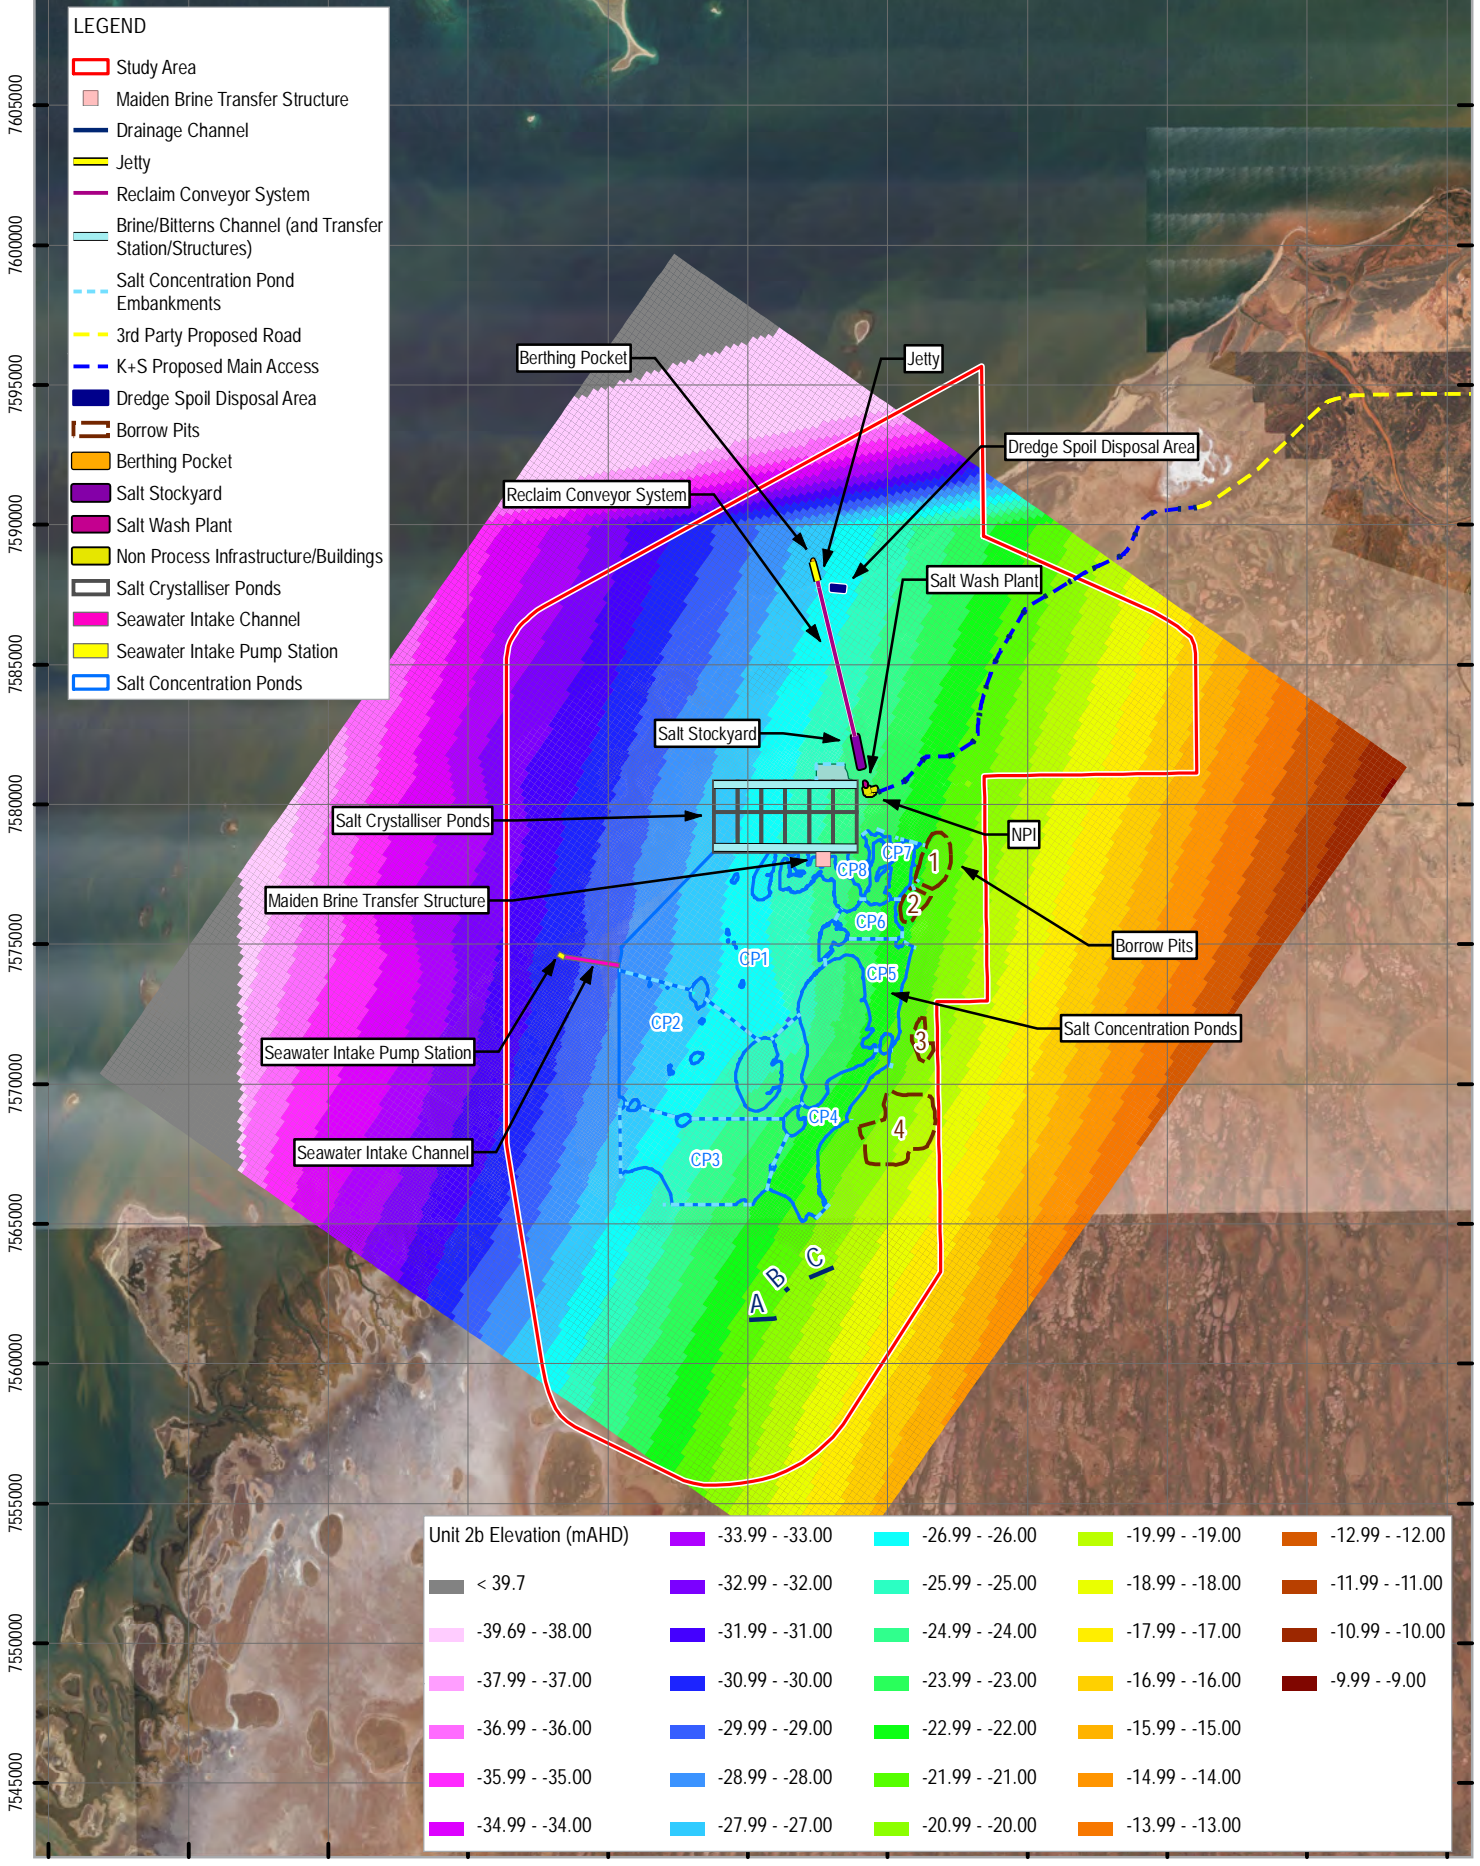 LEGEND
Study Area
Maiden Brine Transfer Structure
Drainage Channel
Jetty
Reclaim Conveyor System
Brine/Bitterns Channel (and Transfer
Station/Structures)
Salt Concentration Pond
Embankments
3rd Party Proposed Road
K+S Proposed Main Access
Dredge Spoil Disposal Area
Borrow Pits
Berthing Pocket
Salt Stockyard
Salt Wash Plant
Non Process Infrastructure/Buildings
Salt Crystalliser Ponds
Seawater Intake Channel
Seawater Intake Pump Station
Salt Concentration Ponds
7605000
7600000
7595000
7590000
7585000
7580000
7575000
7570000
7565000
7560000
7555000
7550000
7545000
Berthing Pocket
Jetty
Dredge Spoil Disposal Area
Reclaim Conveyor System
Salt Wash Plant
Salt Stockyard
Salt Crystalliser Ponds
NPI
CP7
1
CP8
Maiden Brine Transfer Structure
2
CP6
Borrow Pits
CP1
CP5
CP2
Salt Concentration Ponds
3
Seawater Intake Pump Station
CP4
4
Seawater Intake Channel
CP3
C
B
A
Unit 2b Elevation (mAHD)
< 39.7
-39.69 - -38.00
-37.99 - -37.00
-36.99 - -36.00
-35.99 - -35.00
-34.99 - -34.00
-33.99 - -33.00
-32.99 - -32.00
-31.99 - -31.00
-30.99 - -30.00
-29.99 - -29.00
-28.99 - -28.00
-27.99 - -27.00
-26.99 - -26.00
-25.99 - -25.00
-24.99 - -24.00
-23.99 - -23.00
-22.99 - -22.00
-21.99 - -21.00
-20.99 - -20.00
-19.99 - -19.00
-18.99 - -18.00
-17.99 - -17.00
-16.99 - -16.00
-15.99 - -15.00
-14.99 - -14.00
-13.99 - -13.00
-12.99 - -12.00
-11.99 - -11.00
-10.99 - -10.00
-9.99 - -9.00